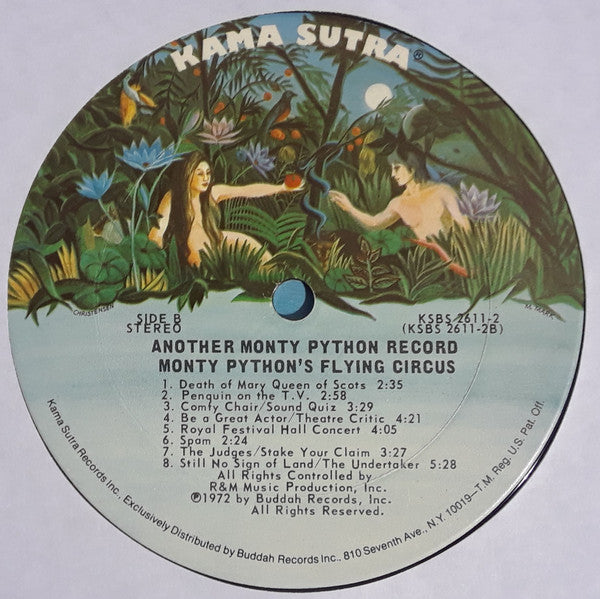 KAMA SUTRA®
CHRISTENSEN
M. MARK
SIDE B
STEREO
KSBS 2611-2
(KSBS 2611-2B)
ANOTHER MONTY PYTHON RECORD
MONTY PYTHON'S FLYING CIRCUS
1. Death of Mary Queen of Scots 2:35
2. Penquin on the T.V. 2:58
3. Comfy Chair/Sound Quiz 3:29
4. Be a Great Actor/Theatre Critic 4:21
5. Royal Festival Hall Concert 4:05
6. Spam 2:24
7. The Judges/Stake Your Claim 3:27
8. Still No Sign of Land/The Undertaker 5:28
All Rights Controlled by
R&M Music Production, Inc.
℗1972 by Buddah Records, Inc.
All Rights Reserved.
Kama Sutra Records Inc., Exclusively Distributed by Buddah Records Inc., 810 Seventh Ave., N.Y. 10019—T.M. Reg. U.S. Pat. Off.